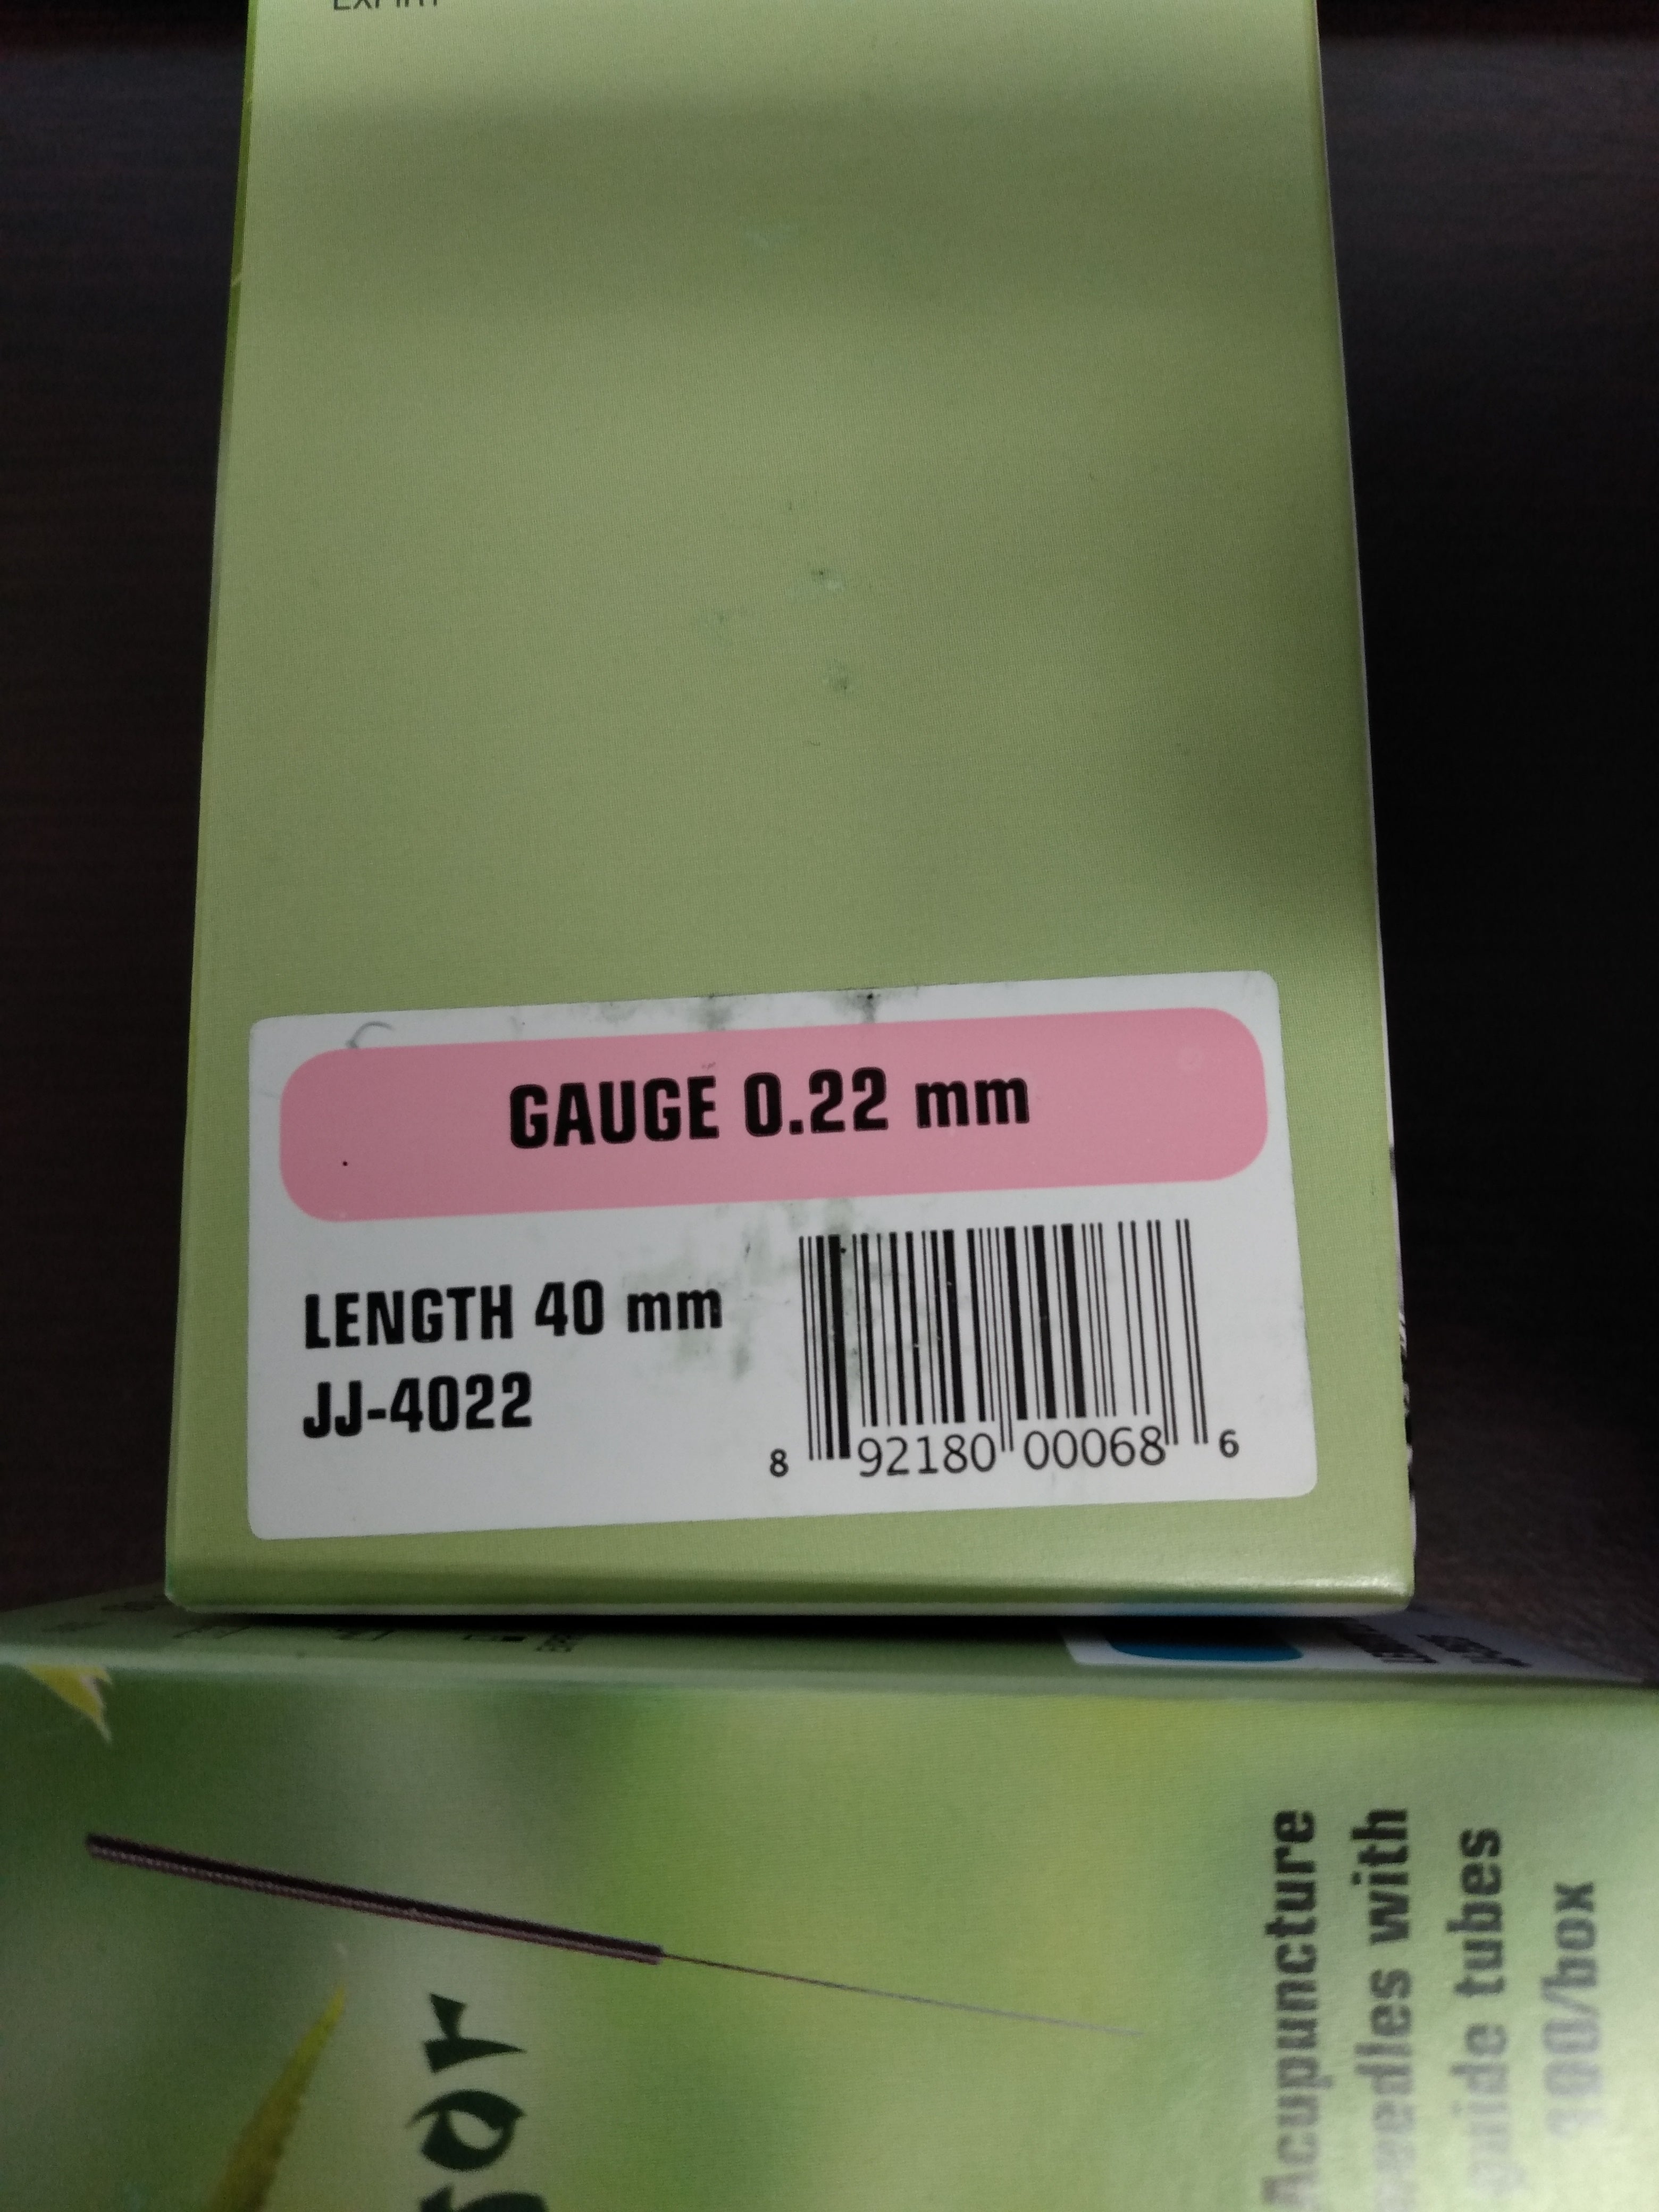 GAUGE 0.22 mm
LENGTH 40 mm
JJ-4022
8 92180 00068 6
Acupuncture
needles with
guide tubes
100/box